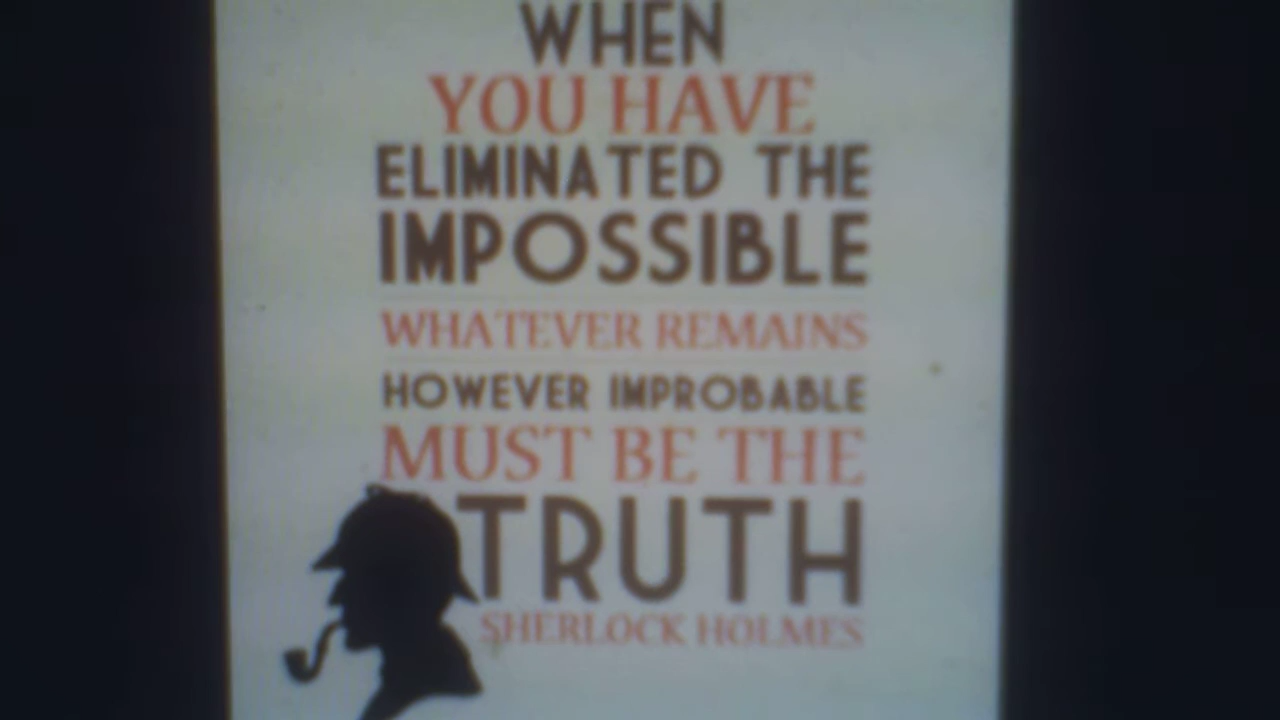 WHEN
YOU HAVE
ELIMINATED THE
IMPOSSIBLE
WHATEVER REMAINS
HOWEVER IMPROBABLE
MUST BE THE
TRUTH
SHERLOCK HOLMES